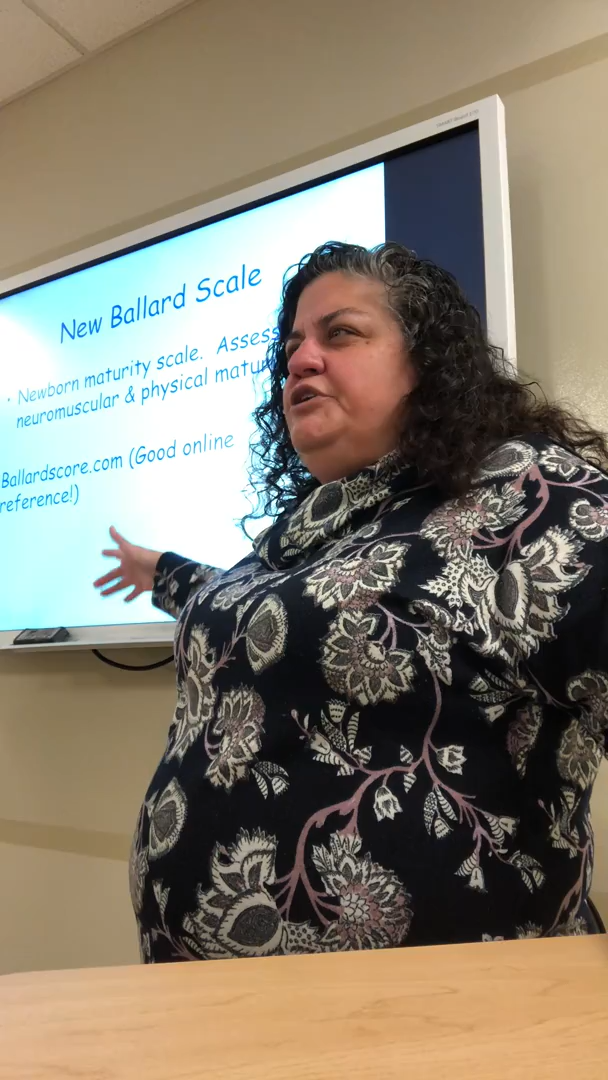 New Ballard Scale
· Newborn maturity scale. Assess
neuromuscular & physical matu
Ballardscore.com (Good online
reference!)